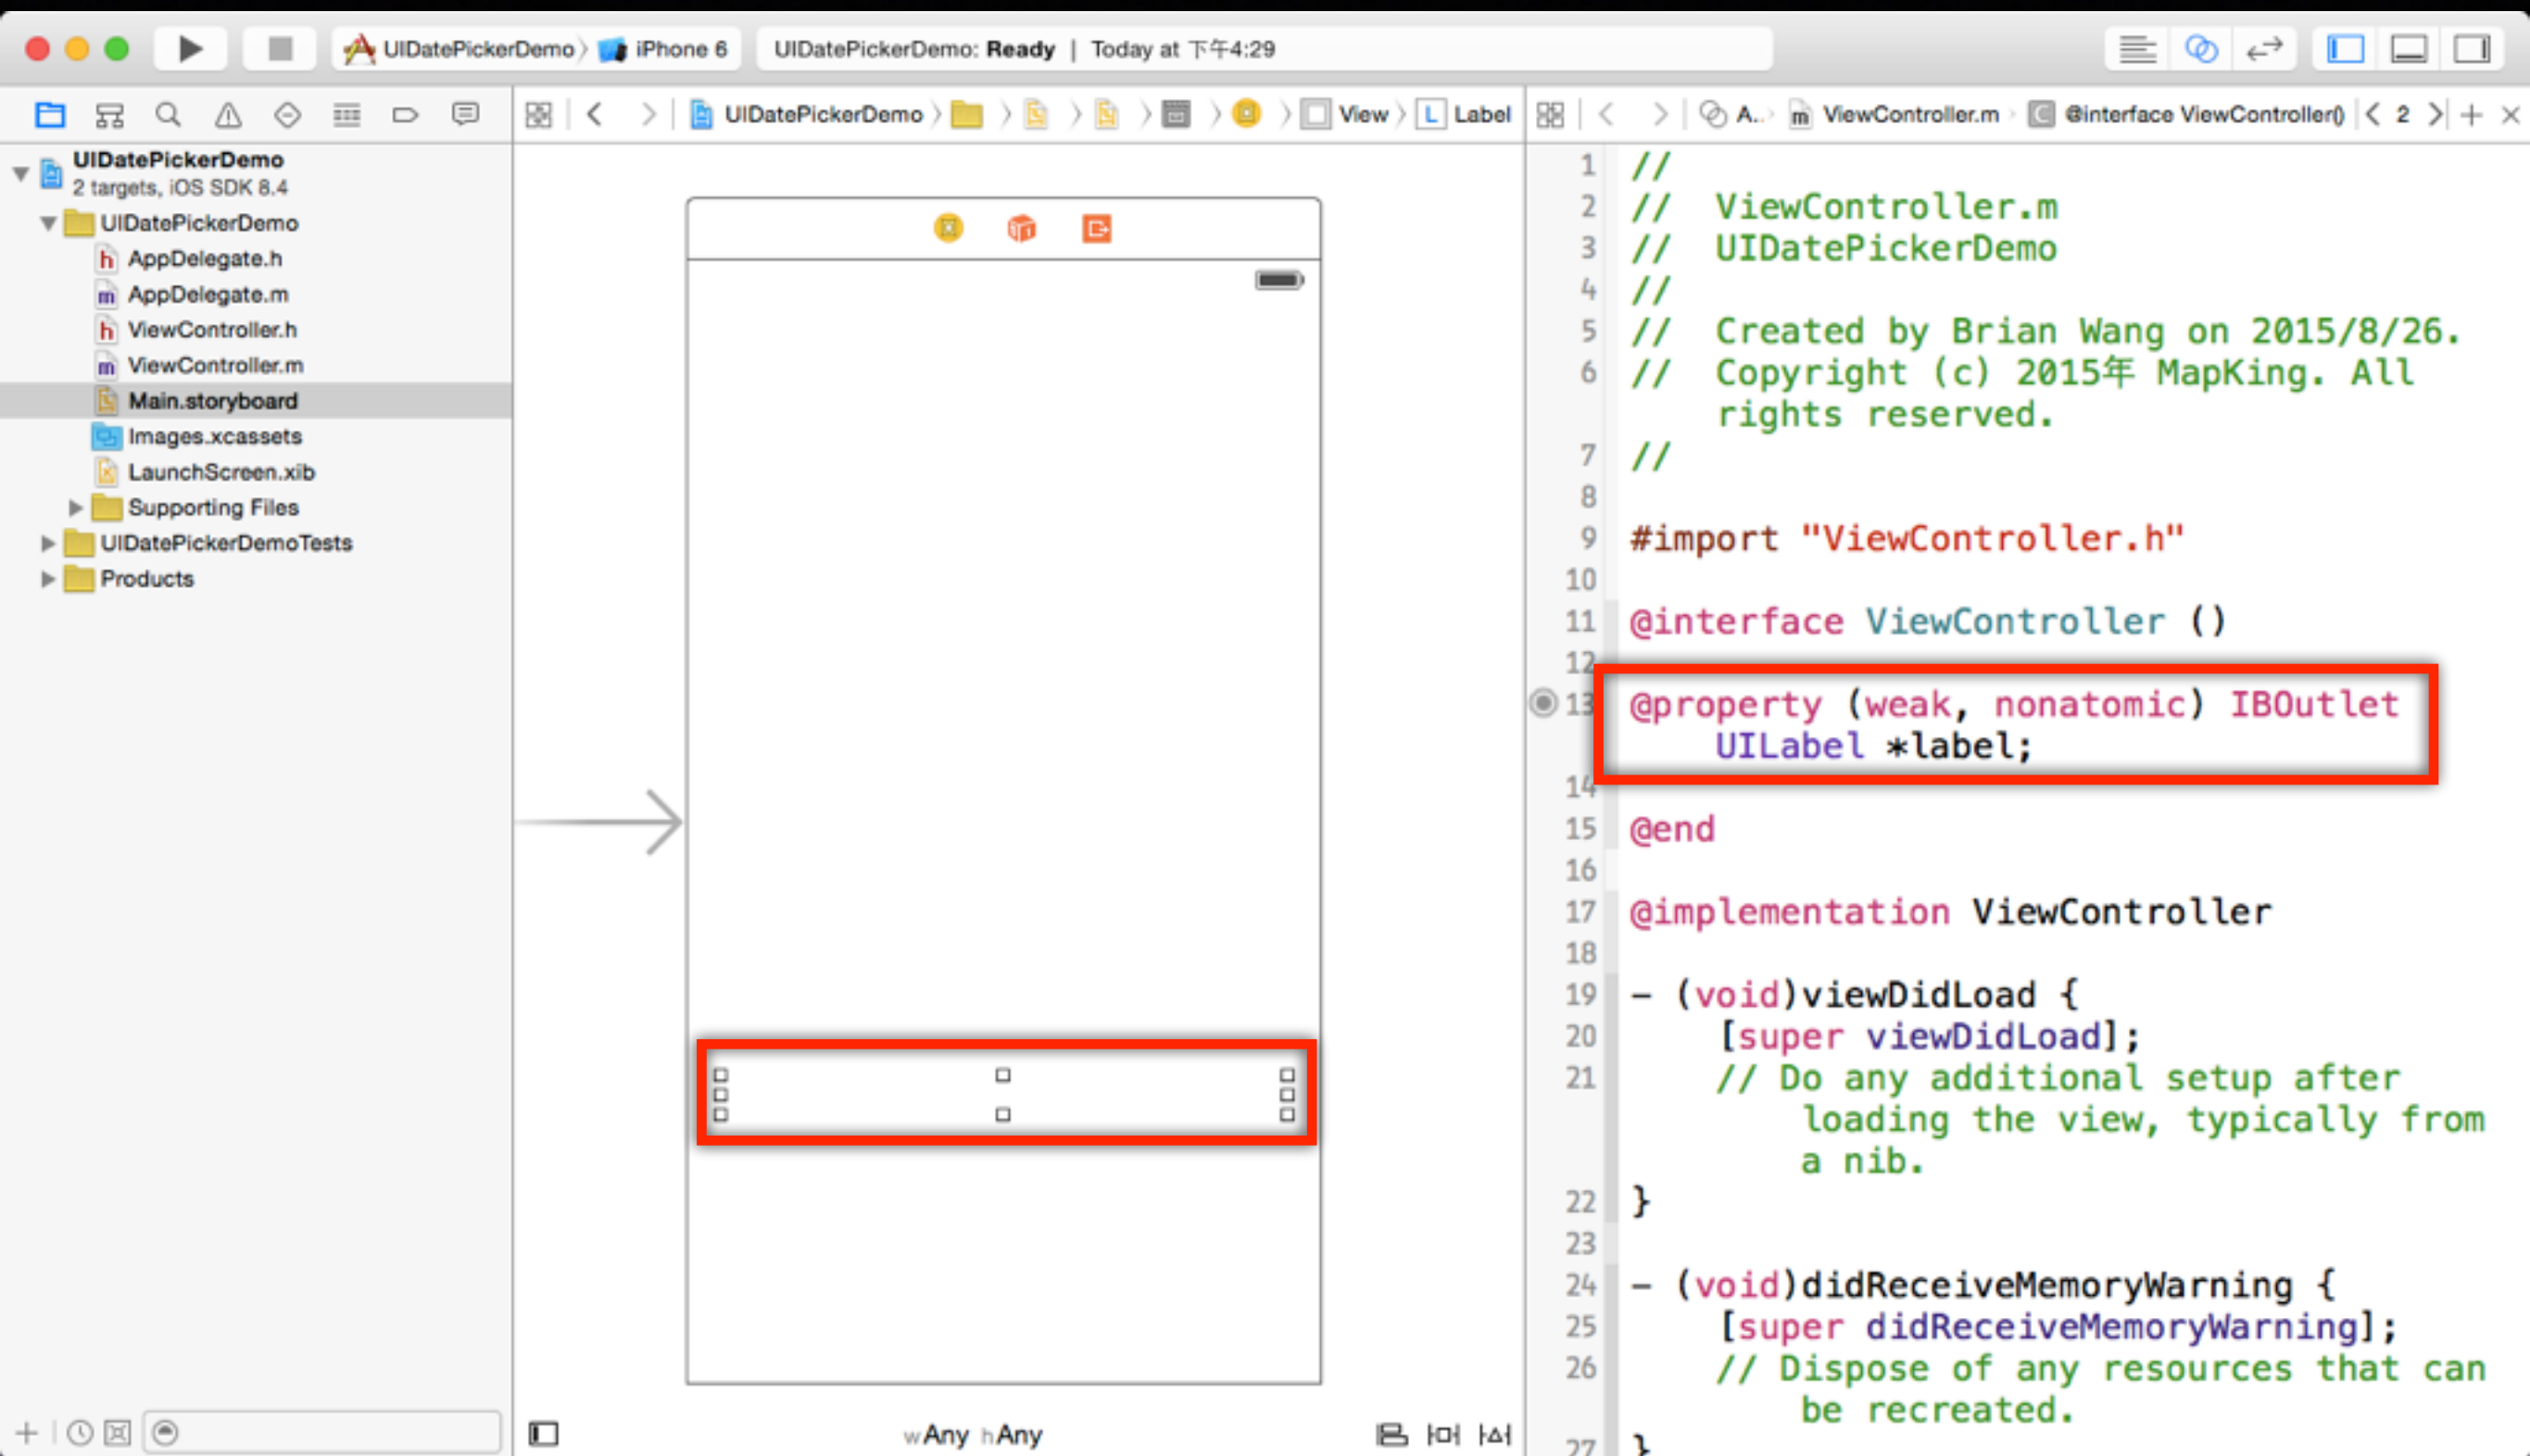 UIDatePickerDemo iPhone 6
UIDatePickerDemo: Ready | Today at 下午4:29
UIDatePickerDemo View L Label
A.. m ViewController.m C @interface ViewController() 2
UIDatePickerDemo
2 targets, iOS SDK 8.4
UIDatePickerDemo
h AppDelegate.h
m AppDelegate.m
h ViewController.h
m ViewController.m
Main.storyboard
Images.xcassets
LaunchScreen.xib
Supporting Files
UIDatePickerDemoTests
Products
wAny hAny
1 //
2 // ViewController.m
3 // UIDatePickerDemo
4 //
5 // Created by Brian Wang on 2015/8/26.
6 // Copyright (c) 2015年 MapKing. All
rights reserved.
7 //
8
9 #import "ViewController.h"
10
11 @interface ViewController ()
12
13 @property (weak, nonatomic) IBOutlet
UILabel *label;
14
15 @end
16
17 @implementation ViewController
18
19 - (void)viewDidLoad {
20 [super viewDidLoad];
21 // Do any additional setup after
loading the view, typically from
a nib.
22 }
23
24 - (void)didReceiveMemoryWarning {
25 [super didReceiveMemoryWarning];
26 // Dispose of any resources that can
be recreated.
27 }